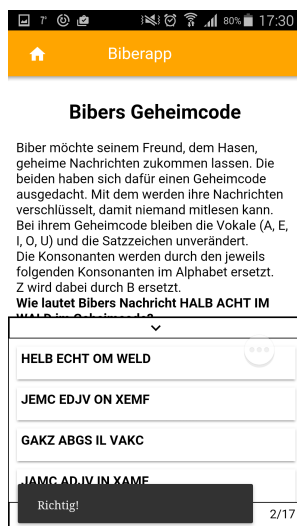 7° 80% 17:30
Biberapp
Bibers Geheimcode
Biber möchte seinem Freund, dem Hasen,
geheime Nachrichten zukommen lassen. Die
beiden haben sich dafür einen Geheimcode
ausgedacht. Mit dem werden ihre Nachrichten
verschlüsselt, damit niemand mitlesen kann.
Bei ihrem Geheimcode bleiben die Vokale (A, E,
I, O, U) und die Satzzeichen unverändert.
Die Konsonanten werden durch den jeweils
folgenden Konsonanten im Alphabet ersetzt.
Z wird dabei durch B ersetzt.
Wie lautet Bibers Nachricht HALB ACHT IM
WALD im Geheimcode?
HELB ECHT OM WELD
JEMC EDJV ON XEMF
GAKZ ABGS IL VAKC
JAMC ADJV IN XAMF
Richtig!
2/17